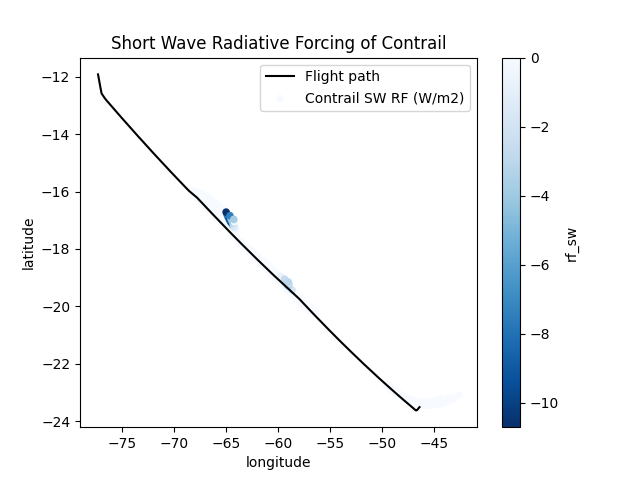 Short Wave Radiative Forcing of Contrail
Flight path
Contrail SW RF (W/m2)
−12
−14
−16
−18
−20
−22
−24
latitude
−75 −70 −65 −60 −55 −50 −45
longitude
0
−2
−4
−6
−8
−10
rf_sw